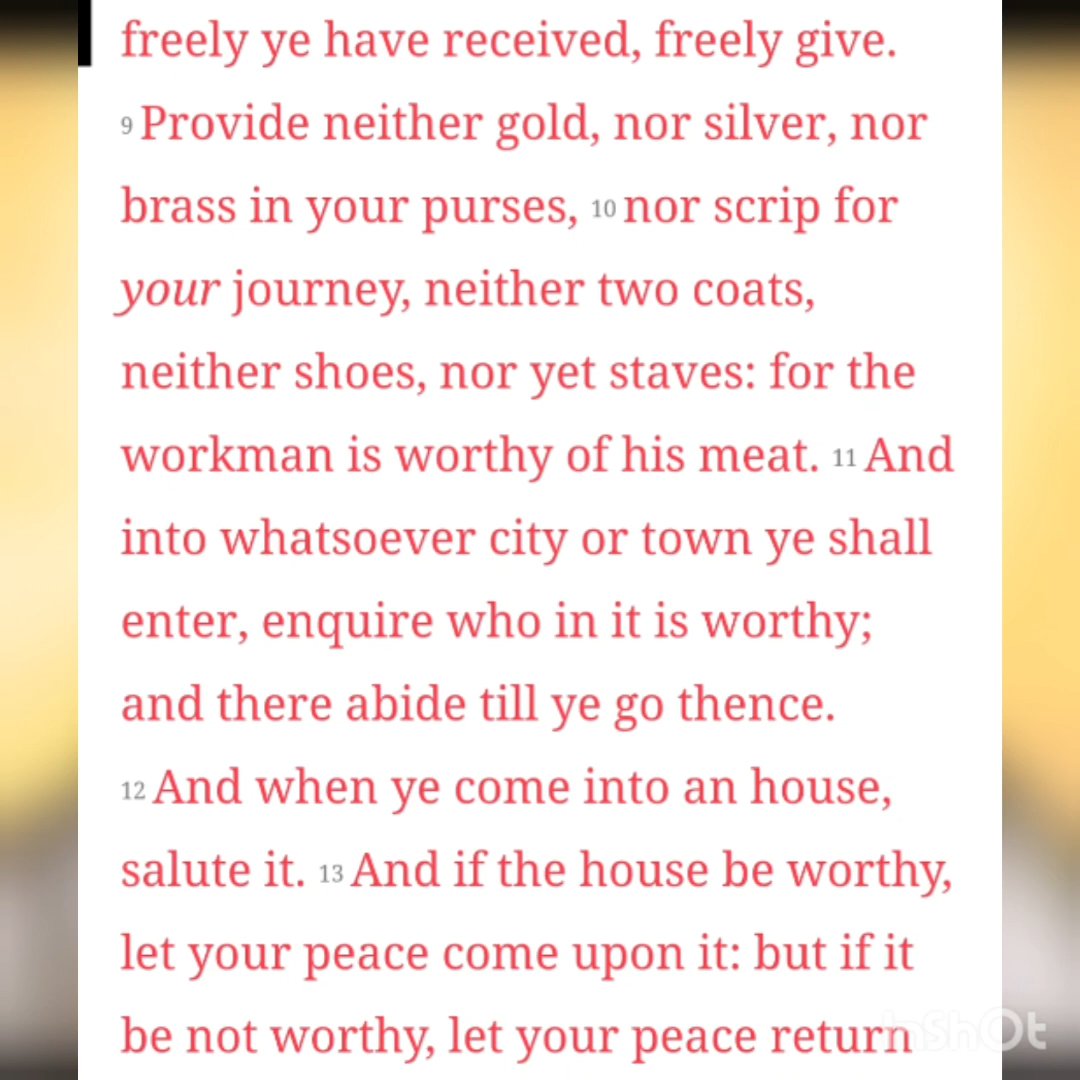 freely ye have received, freely give.
9 Provide neither gold, nor silver, nor
brass in your purses, 10 nor scrip for
your journey, neither two coats,
neither shoes, nor yet staves: for the
workman is worthy of his meat. 11 And
into whatsoever city or town ye shall
enter, enquire who in it is worthy;
and there abide till ye go thence.
12 And when ye come into an house,
salute it. 13 And if the house be worthy,
let your peace come upon it: but if it
be not worthy, let your peace return
InShOt